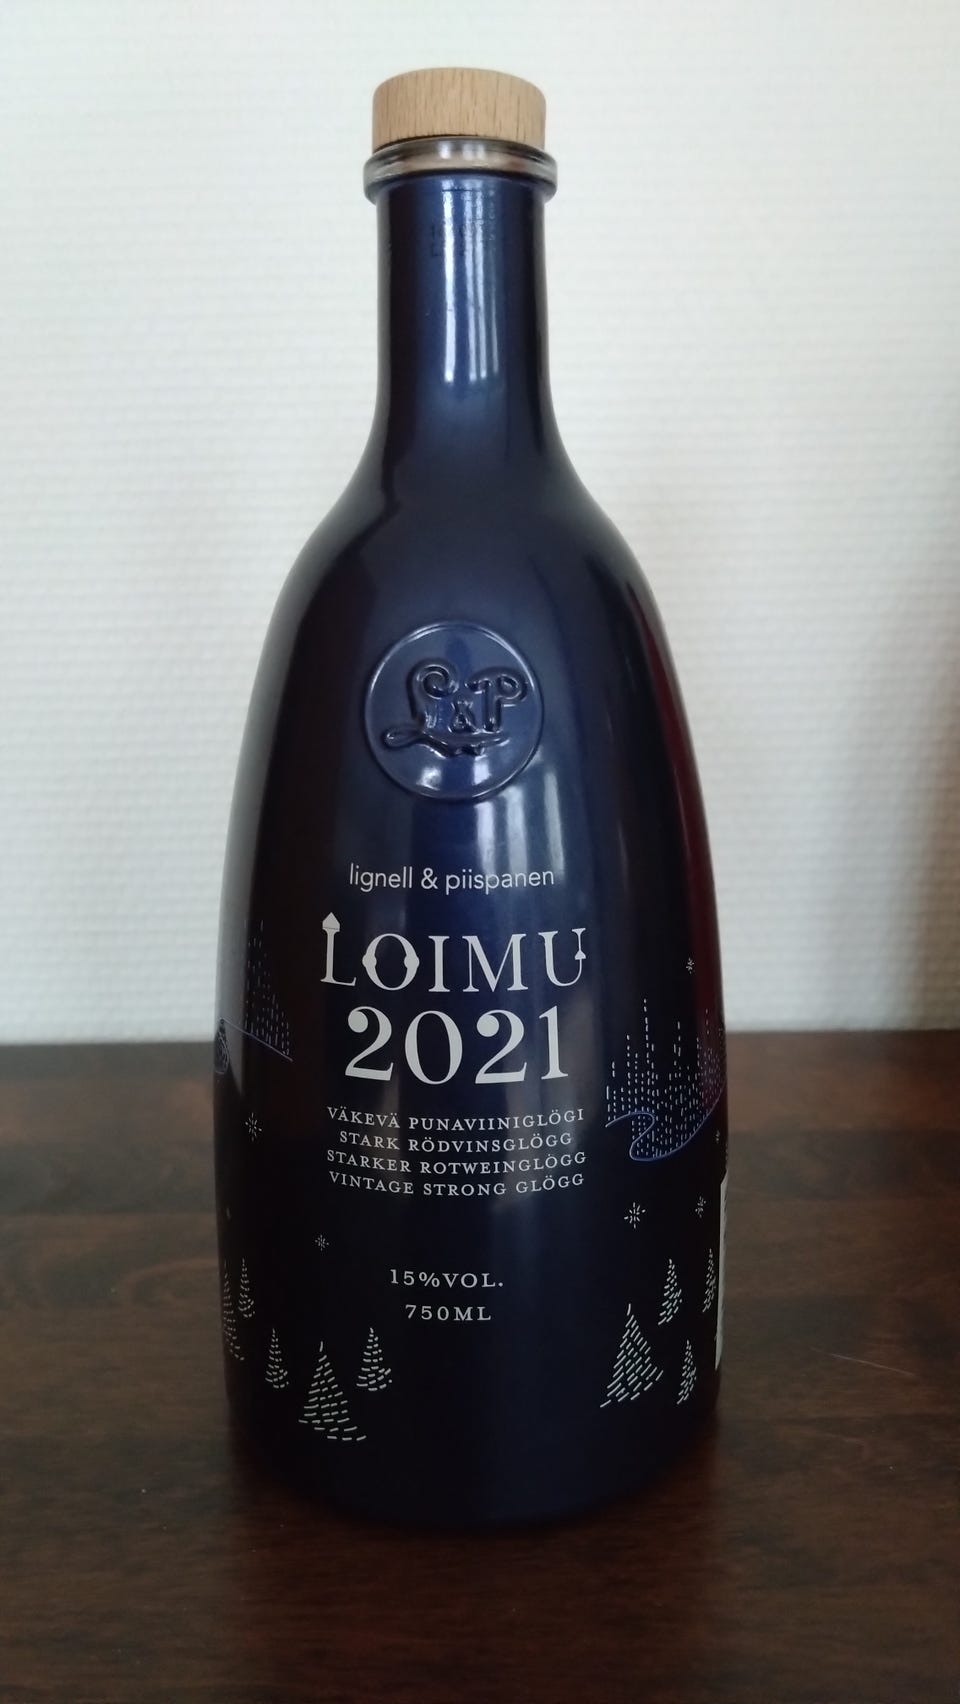 L&P
lignell & piispanen
LOIMU
2021
VÄKEVÄ PUNAVIINIGLÖGI
STARK RÖDVINSGLÖGG
STARKER ROTWEINGLÖGG
VINTAGE STRONG GLÖGG
15%VOL.
750ML